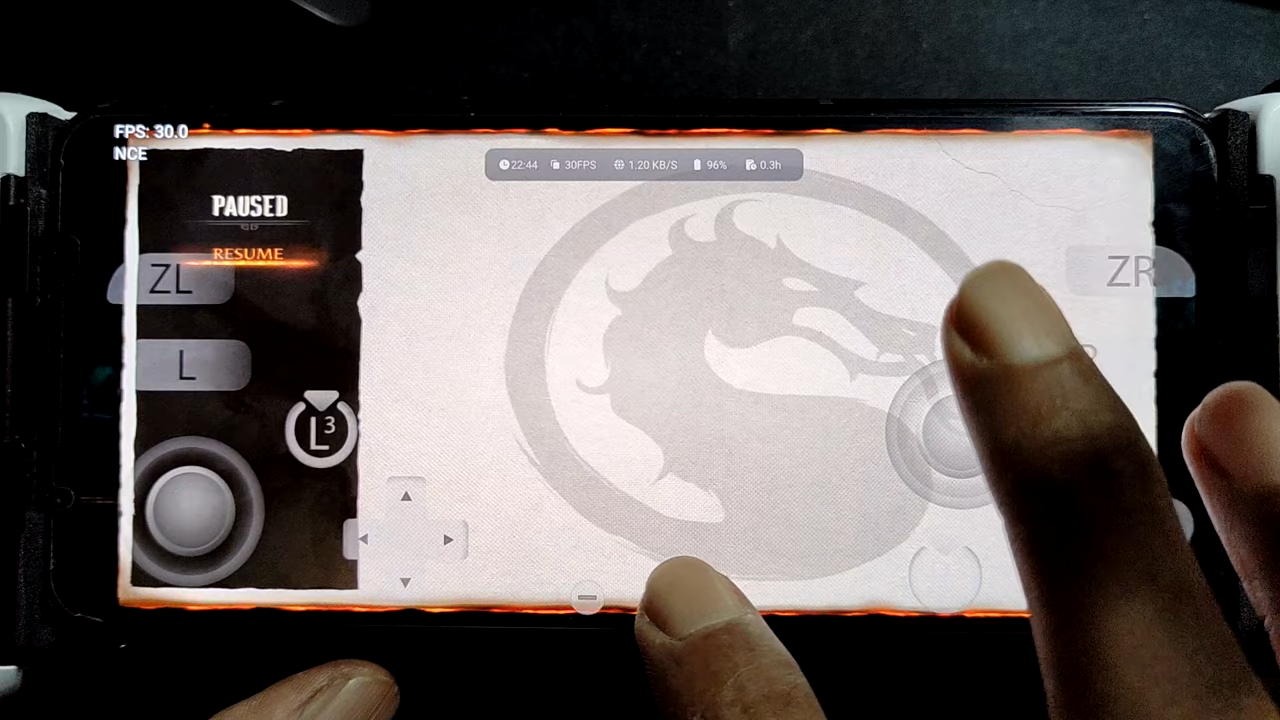 FPS: 30.0
NCE
22:44 30FPS 1.20 KB/S 96% 0.3h
PAUSED
RESUME
ZL
ZR
L
L3